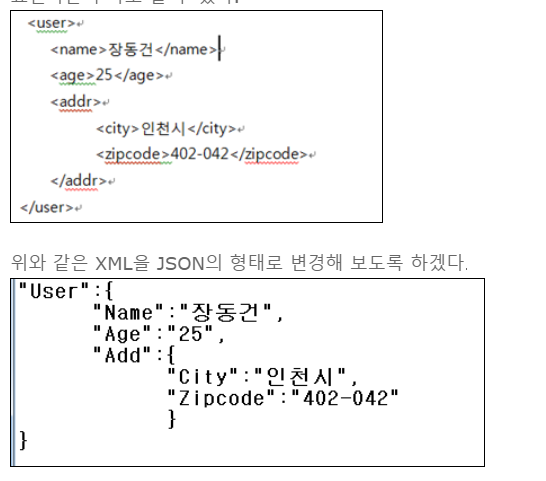 <user>
<name>장동건</name>
<age>25</age>
<addr>
<city>인천시</city>
<zipcode>402-042</zipcode>
</addr>
</user>
위와 같은 XML을 JSON의 형태로 변경해 보도록 하겠다.
"User":{
"Name":"장동건",
"Age":"25",
"Add":{
"City":"인천시",
"Zipcode":"402-042"
}
}